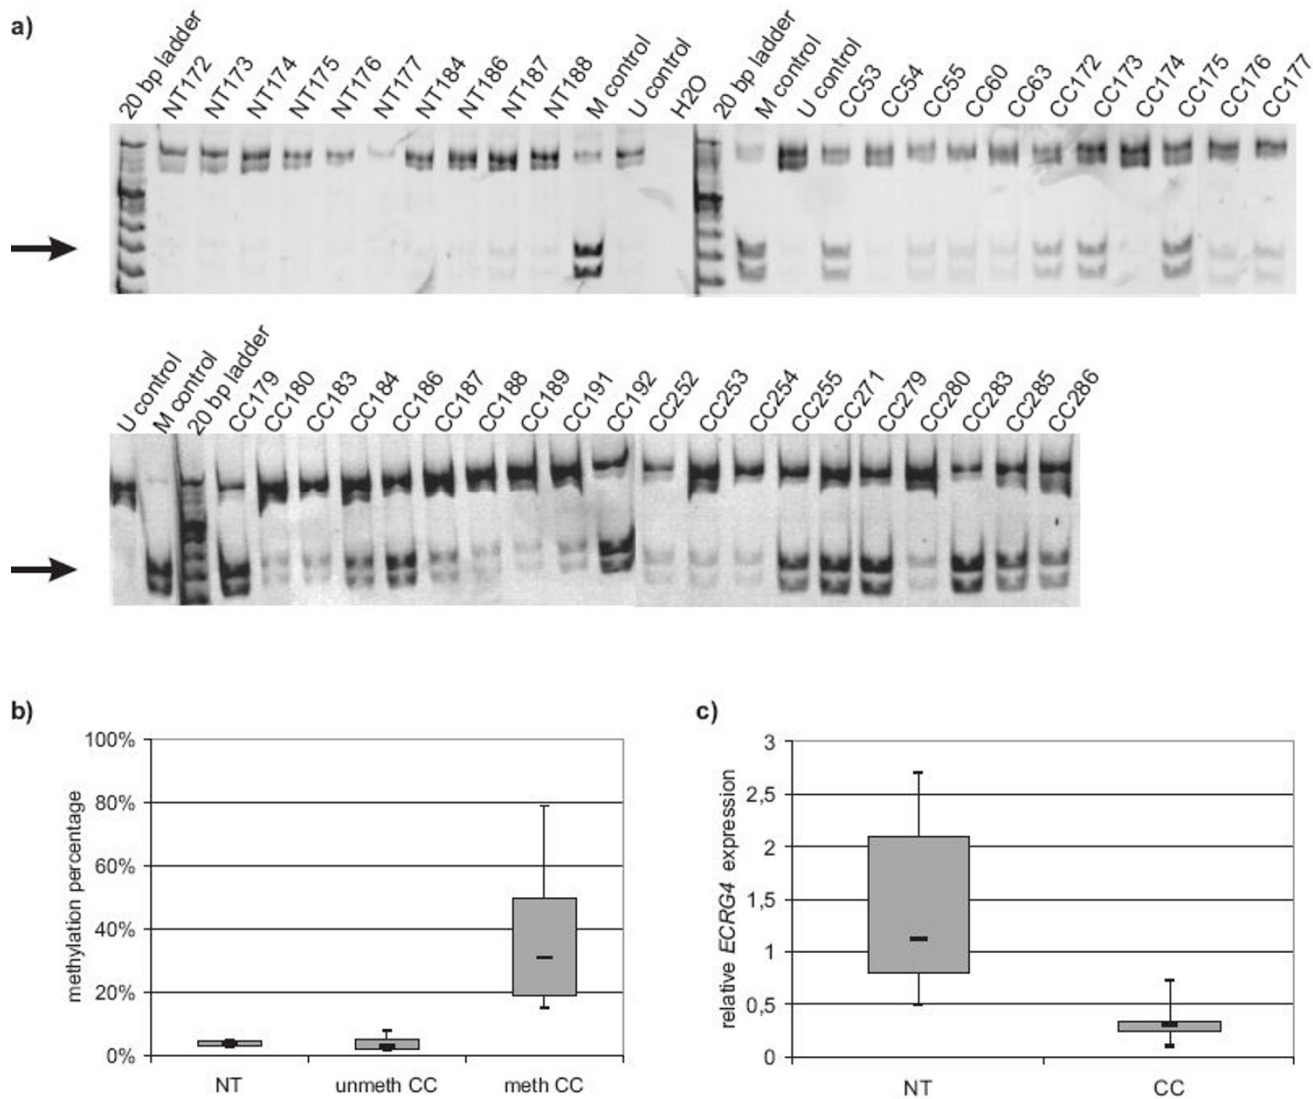 a)
20 bp ladder
NT172
NT173
NT174
NT175
NT176
NT177
NT184
NT186
NT187
NT188
M control
U control
H2O
20 bp ladder
M control
U control
CC53
CC54
CC55
CC60
CC63
CC172
CC173
CC174
CC175
CC176
CC177
U control
M control
20 bp ladder
CC179
CC180
CC183
CC184
CC186
CC187
CC188
CC189
CC191
CC192
CC252
CC253
CC254
CC255
CC271
CC279
CC280
CC283
CC285
CC286
b)
methylation percentage
100%
80%
60%
40%
20%
0%
NT
unmeth CC
meth CC
c)
relative ECRG4 expression
3
2,5
2
1,5
1
0,5
0
NT
CC